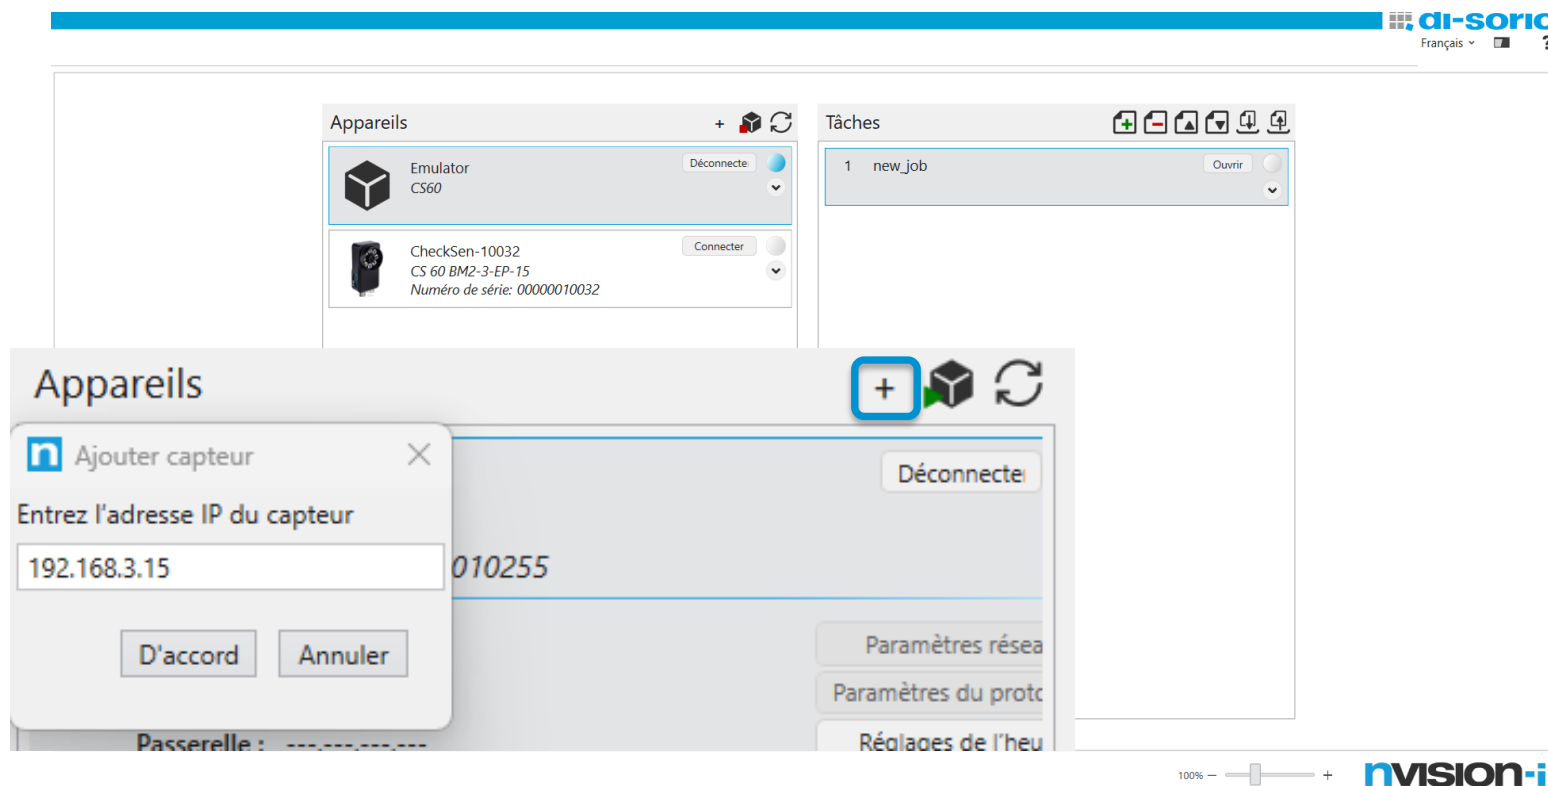 di-soric
Français
?
Appareils +
Tâches
Emulator
CS60
Déconnecte
1 new_job
Ouvrir
CheckSen-10032
CS 60 BM2-3-EP-15
Numéro de série: 00000010032
Connecter
Appareils
+
n Ajouter capteur
Déconnecte
Entrez l'adresse IP du capteur
192.168.3.15
010255
D'accord Annuler
Paramètres résea
Paramètres du proto
Passerelle : ---.---.---.---
Réglages de l'heu
100% − +
nvision-i